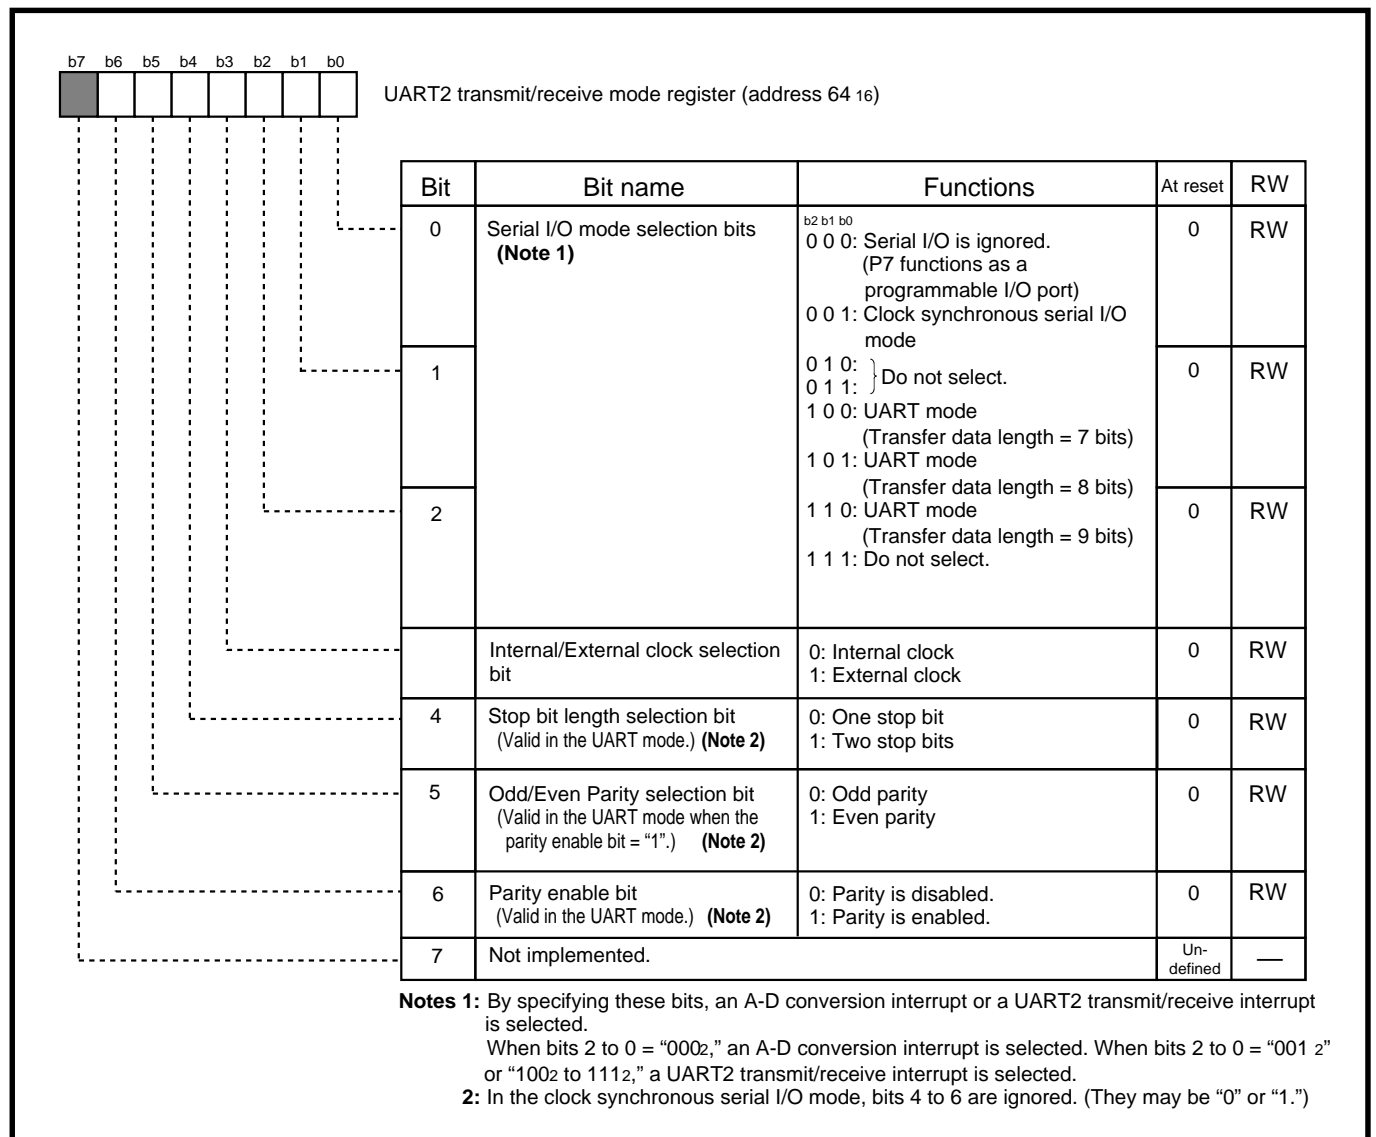 b7 b6 b5 b4 b3 b2 b1 b0
UART2 transmit/receive mode register (address 64 16)
Bit Bit name Functions At reset RW
0 Serial I/O mode selection bits 0 RW
(Note 1)
b2 b1 b0
0 0 0: Serial I/O is ignored.
(P7 functions as a
programmable I/O port)
0 0 1: Clock synchronous serial I/O
mode
1 0 RW
0 1 0:
0 1 1: Do not select.
1 0 0: UART mode
(Transfer data length = 7 bits)
1 0 1: UART mode
(Transfer data length = 8 bits)
2 0 RW
1 1 0: UART mode
(Transfer data length = 9 bits)
1 1 1: Do not select.
Internal/External clock selection 0: Internal clock 0 RW
bit 1: External clock
4 Stop bit length selection bit 0: One stop bit 0 RW
(Valid in the UART mode.) (Note 2) 1: Two stop bits
5 Odd/Even Parity selection bit 0: Odd parity 0 RW
(Valid in the UART mode when the 1: Even parity
parity enable bit = “1”.) (Note 2)
6 Parity enable bit 0: Parity is disabled. 0 RW
(Valid in the UART mode.) (Note 2) 1: Parity is enabled.
7 Not implemented. Un-
defined —
Notes 1: By specifying these bits, an A-D conversion interrupt or a UART2 transmit/receive interrupt
is selected.
When bits 2 to 0 = “0002,” an A-D conversion interrupt is selected. When bits 2 to 0 = “001 2”
or “1002 to 1112,” a UART2 transmit/receive interrupt is selected.
2: In the clock synchronous serial I/O mode, bits 4 to 6 are ignored. (They may be “0” or “1.”)